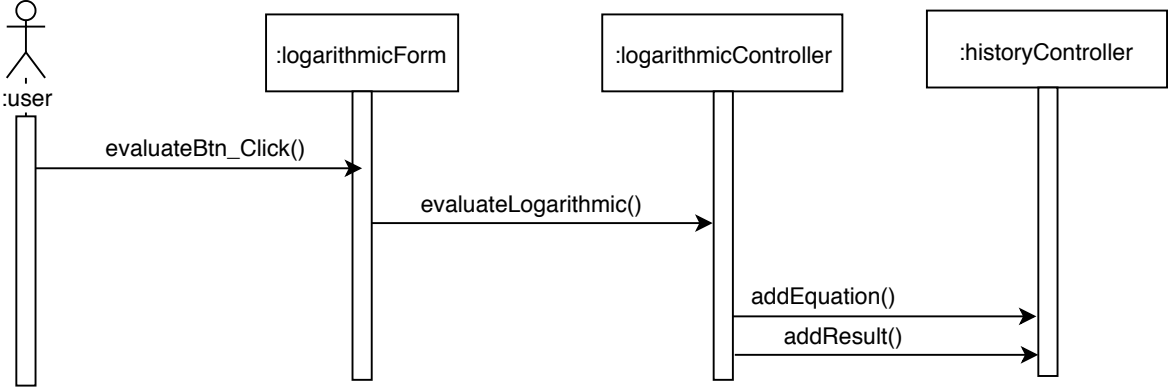 :user
:logarithmicForm
:logarithmicController
:historyController
evaluateBtn_Click()
evaluateLogarithmic()
addEquation()
addResult()